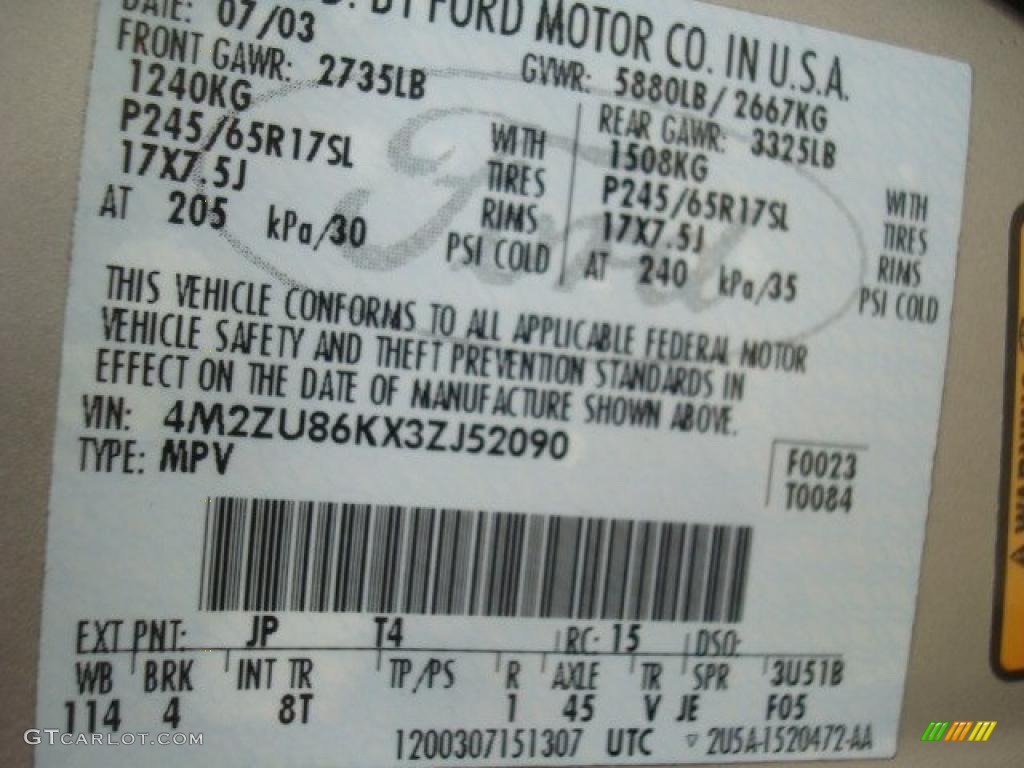 D. BY FORD MOTOR CO. IN U.S.A.
DATE: 07/03 GVWR: 5880LB/2667KG
FRONT GAWR: 2735LB REAR GAWR: 3325LB
1240KG WITH 1508KG WITH
P245/65R17SL TIRES P245/65R17SL TIRES
17X7.5J RIMS 17X7.5J RIMS
AT 205 kPa/30 PSI COLD AT 240 kPa/35 PSI COLD
Ford
THIS VEHICLE CONFORMS TO ALL APPLICABLE FEDERAL MOTOR
VEHICLE SAFETY AND THEFT PREVENTION STANDARDS IN
EFFECT ON THE DATE OF MANUFACTURE SHOWN ABOVE.
VIN: 4M2ZU86KX3ZJ52090
TYPE: MPV
F0023
T0084
EXT PNT: JP T4 RC: 15 DSO:
WB BRK INT TR TP/PS R AXLE TR SPR 3U51B
114 4 8T 1 45 V JE F05
1200307151307 UTC ▽ 2U5A-1520472-AA
GTCARLOT.COM